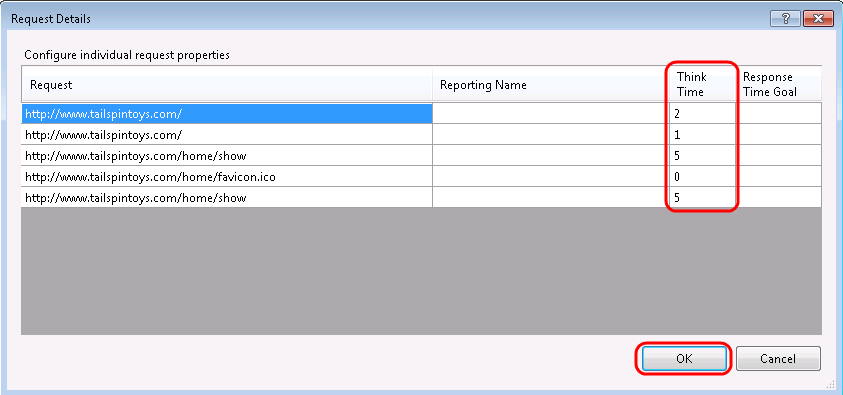 Request Details
?
Configure individual request properties
Request Reporting Name Think Time Response Time Goal
http://www.tailspintoys.com/ 2
http://www.tailspintoys.com/ 1
http://www.tailspintoys.com/home/show 5
http://www.tailspintoys.com/home/favicon.ico 0
http://www.tailspintoys.com/home/show 5
OK Cancel